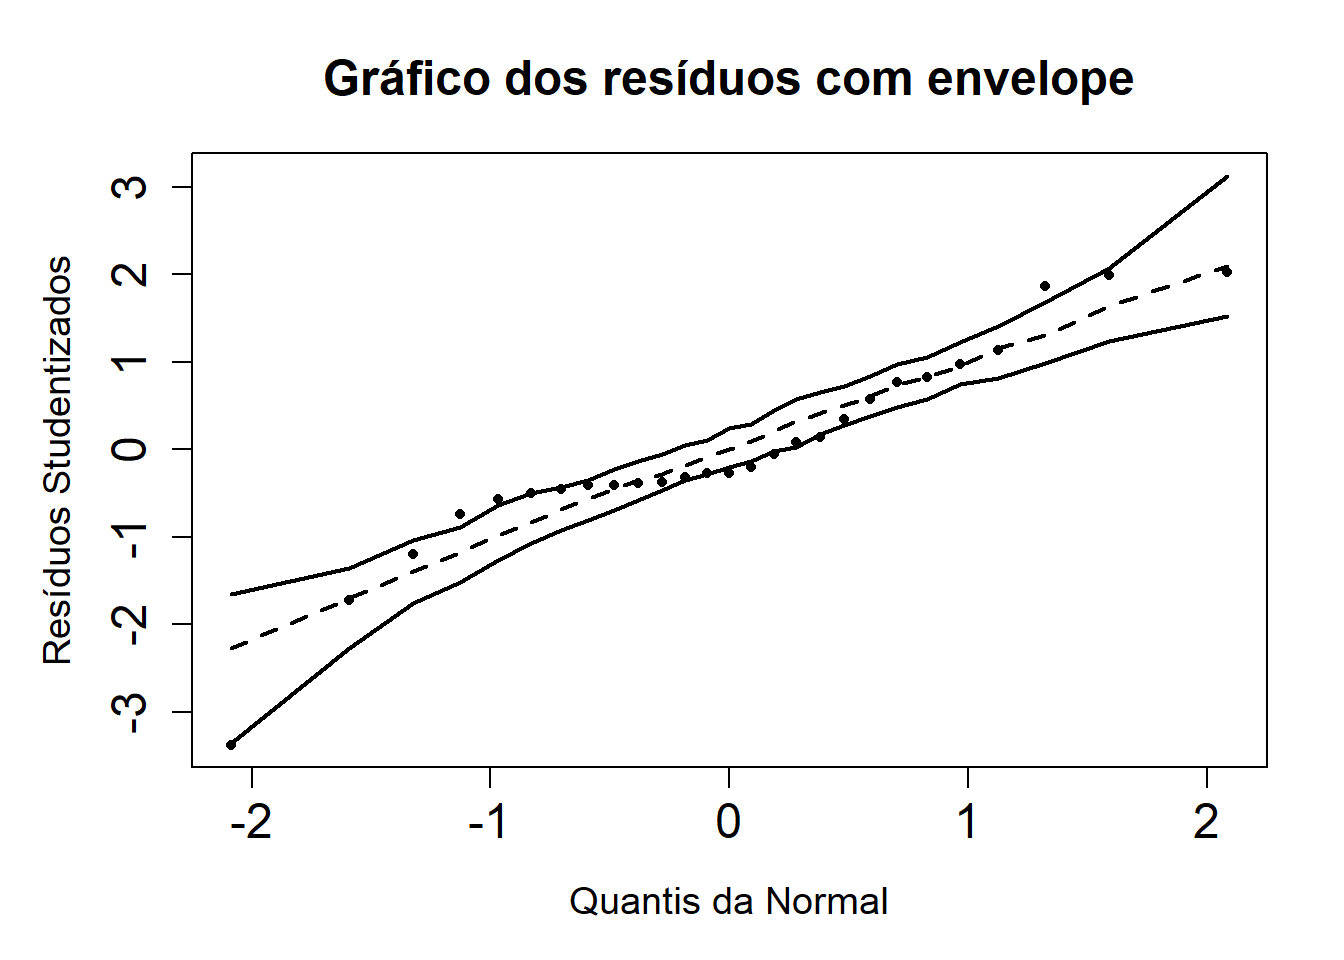 Gráfico dos resíduos com envelope
Resíduos Studentizados
3
2
1
0
-1
-2
-3
-2 -1 0 1 2
Quantis da Normal